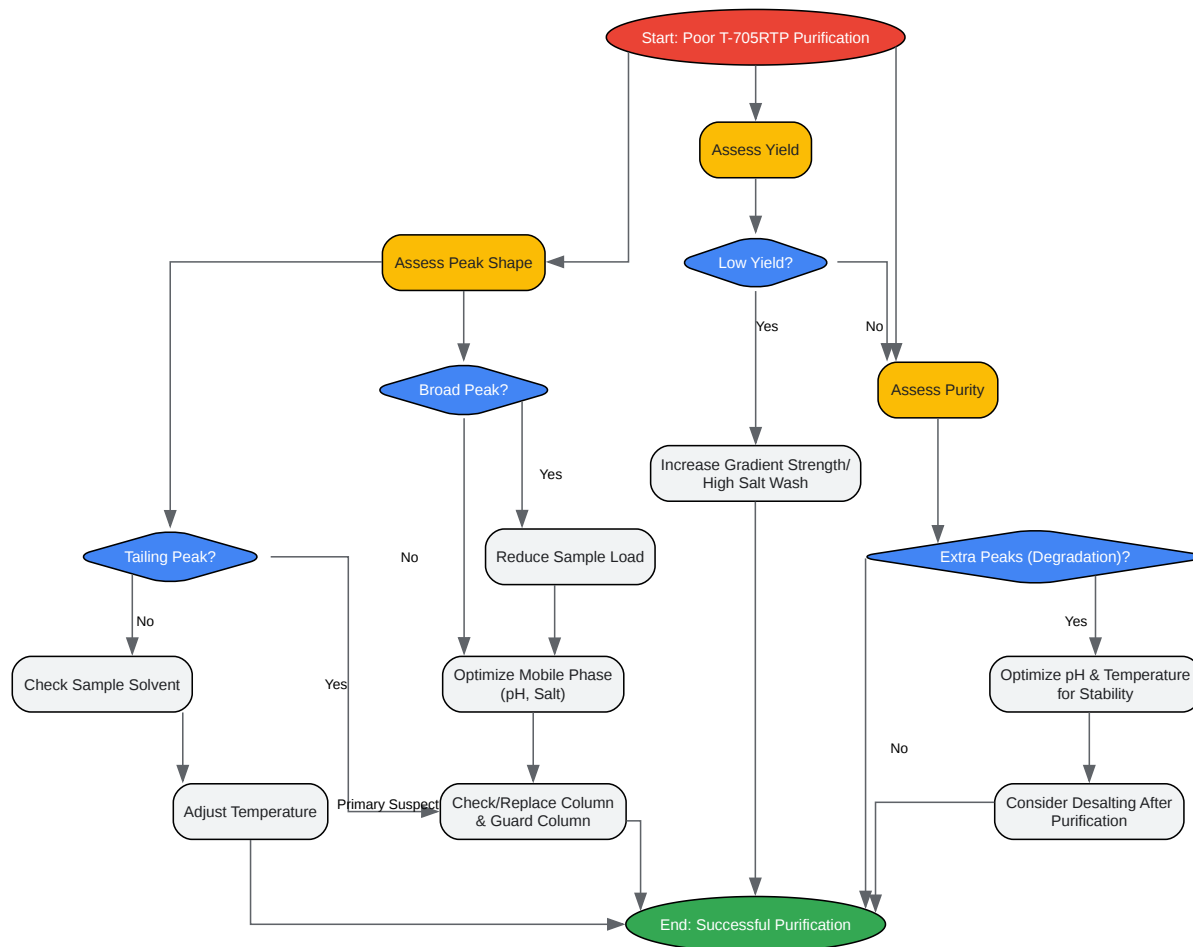 Start: Poor T-705RTP Purification
Assess Yield
Assess Peak Shape
Low Yield?
Yes
No
Broad Peak?
Assess Purity
Increase Gradient Strength/
High Salt Wash
Yes
No
Tailing Peak?
Reduce Sample Load
Extra Peaks (Degradation)?
No
Yes
Check Sample Solvent
Yes
Optimize Mobile Phase
(pH, Salt)
Optimize pH & Temperature
for Stability
No
Adjust Temperature
Primary Suspect
Check/Replace Column
& Guard Column
Consider Desalting After
Purification
End: Successful Purification